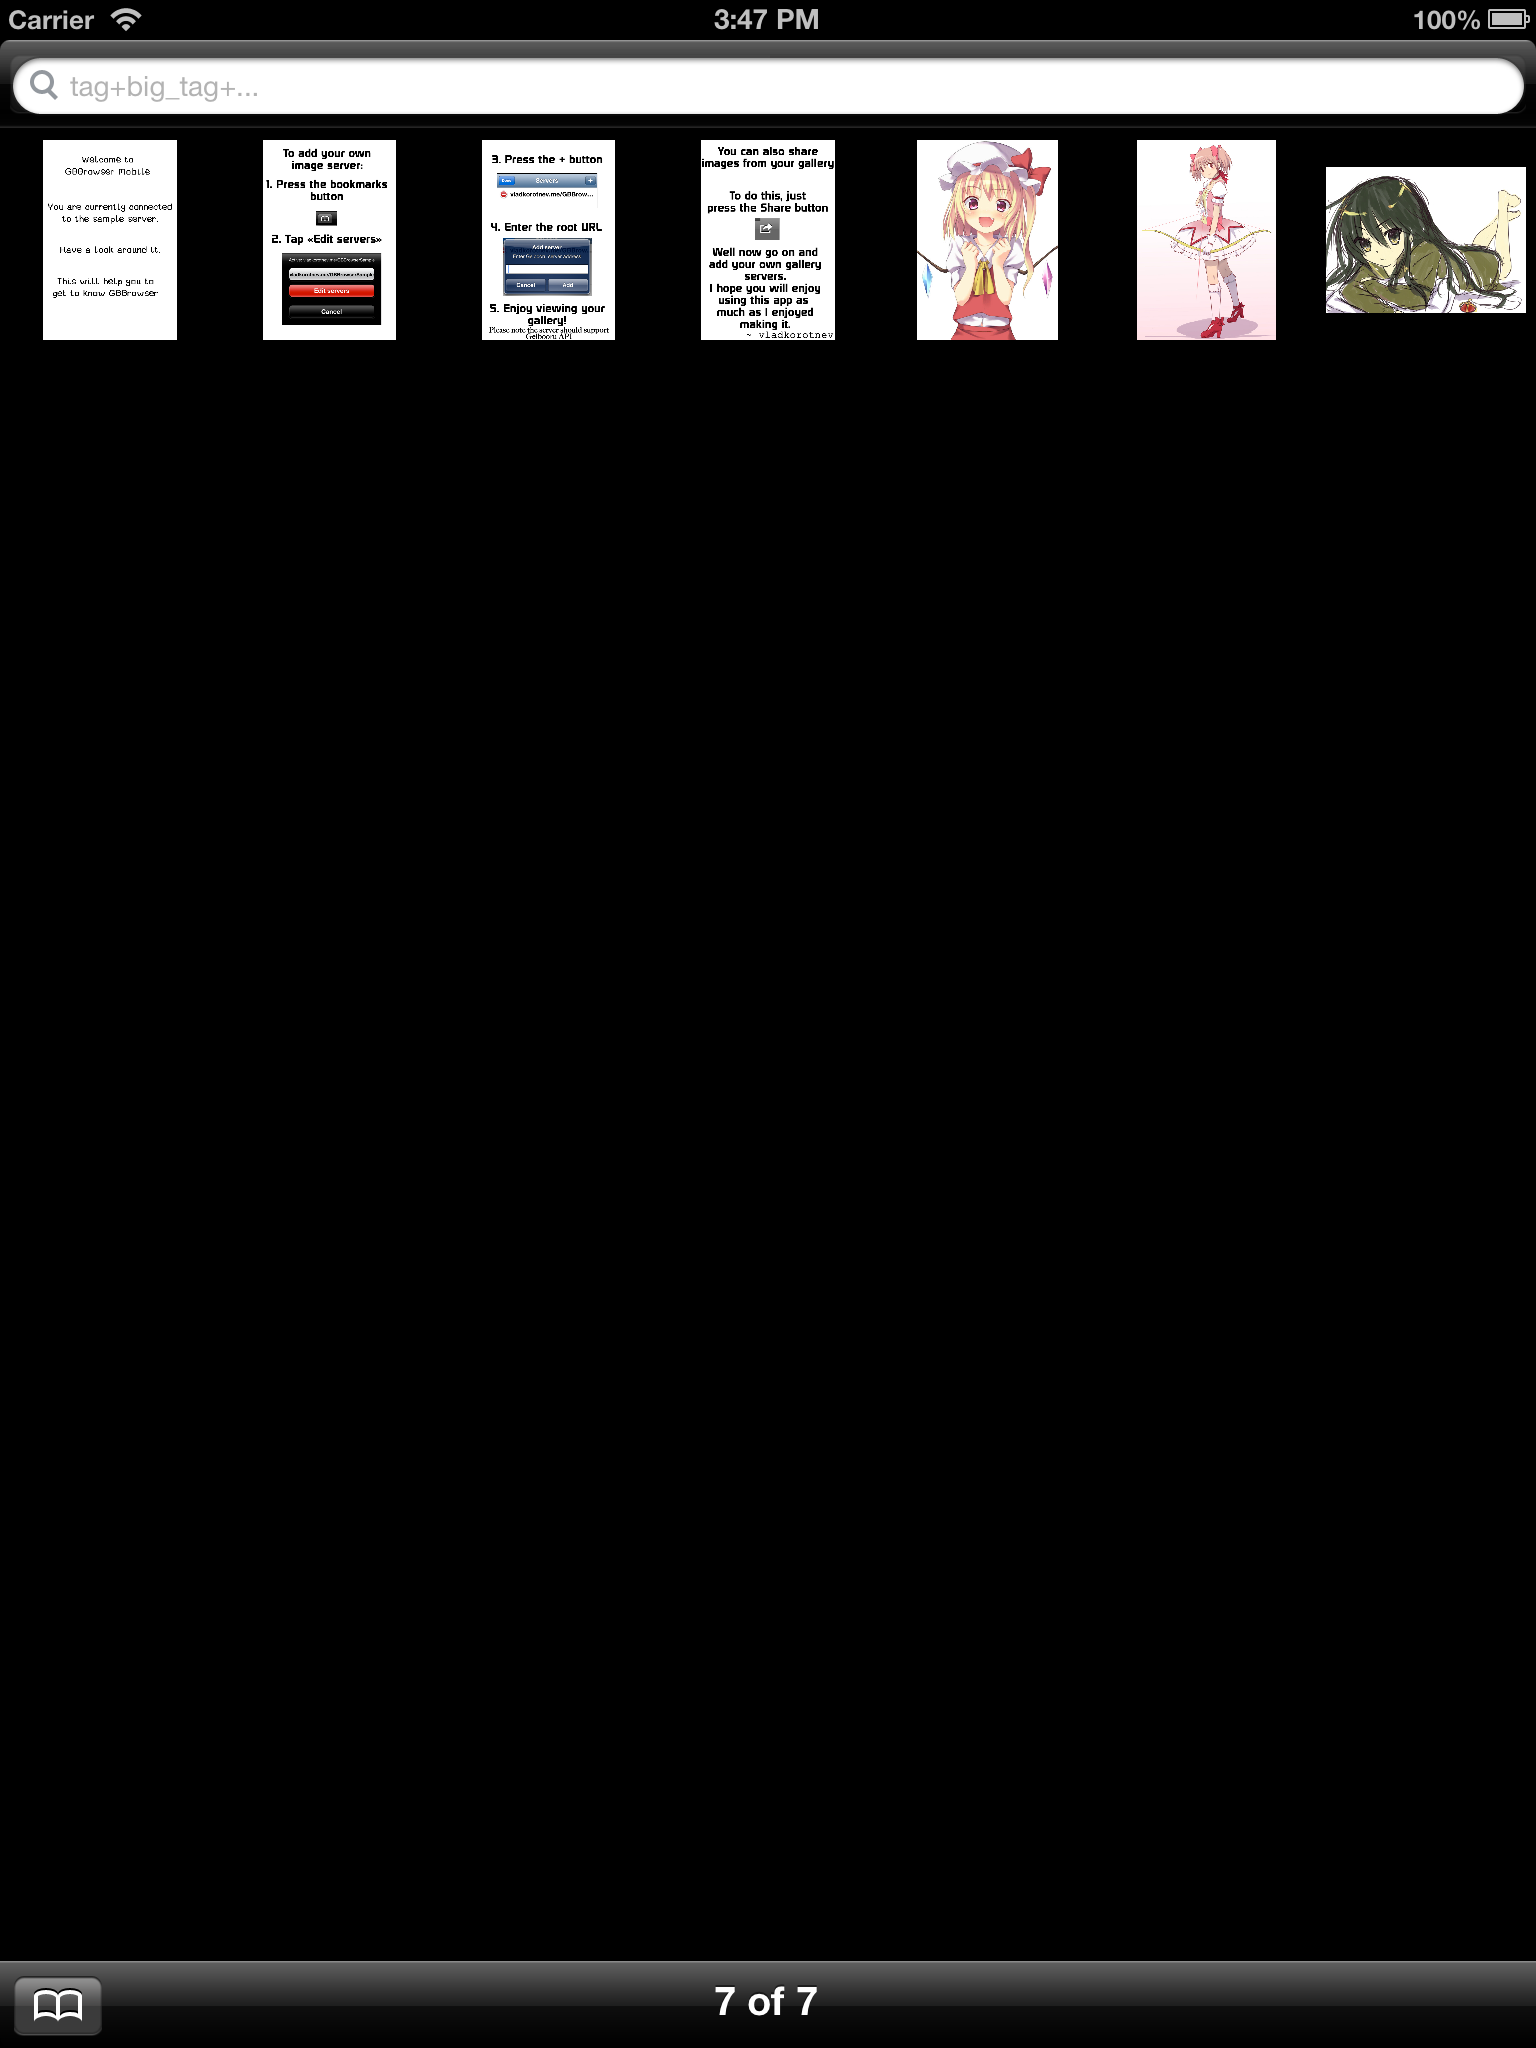 Carrier
3:47 PM
100%
tag+big_tag+...
Welcome to
GBBrowser Mobile
You are currently connected
to the sample server.
Have a look around it.
This will help you to
get to know GBBrowser
To add your own
image server:
1. Press the bookmarks
button
2. Tap «Edit servers»
Edit servers
Cancel
3. Press the + button
Servers
+
vladkorotnev.me/GBBrow...
4. Enter the root URL
Add server
Cancel
Add
5. Enjoy viewing your
gallery!
Please note the server should support
Gelbooru API
You can also share
images from your gallery
To do this, just
press the Share button
Well now go on and
add your own gallery
servers.
I hope you will enjoy
using this app as
much as I enjoyed
making it.
~ vladkorotnev
7 of 7